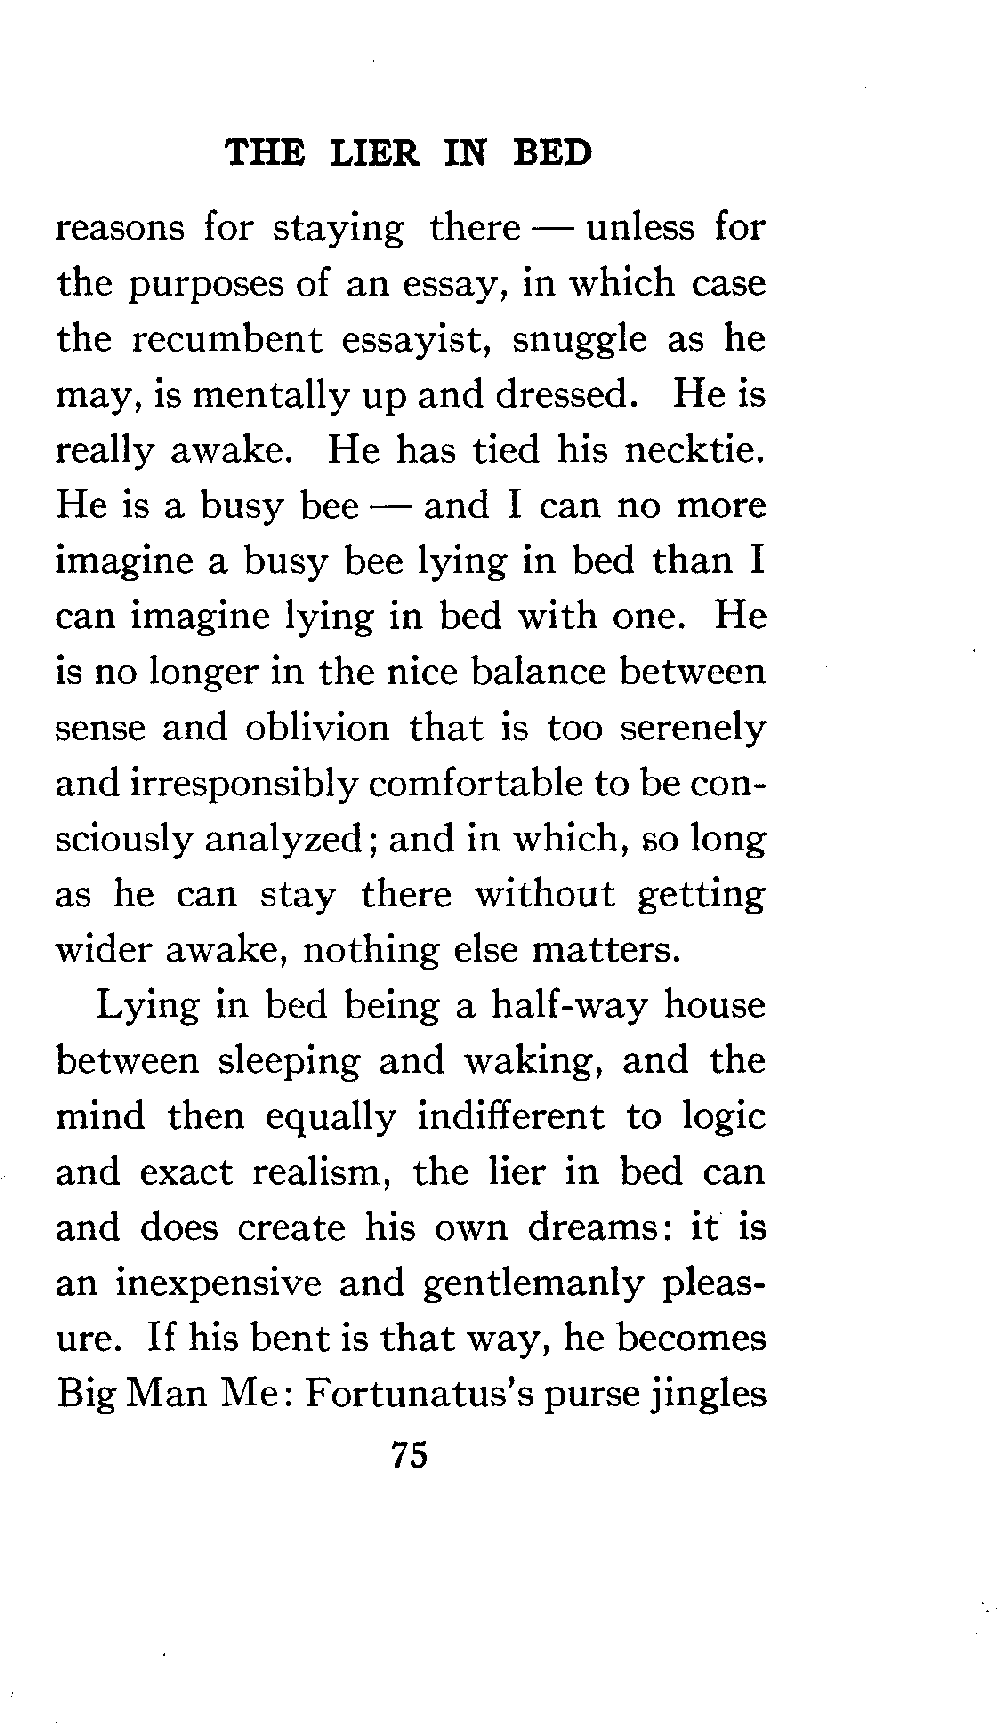 THE LIER IN BED
reasons for staying there — unless for
the purposes of an essay, in which case
the recumbent essayist, snuggle as he
may, is mentally up and dressed. He is
really awake. He has tied his necktie.
He is a busy bee — and I can no more
imagine a busy bee lying in bed than I
can imagine lying in bed with one. He
is no longer in the nice balance between
sense and oblivion that is too serenely
and irresponsibly comfortable to be con-
sciously analyzed; and in which, so long
as he can stay there without getting
wider awake, nothing else matters.
Lying in bed being a half-way house
between sleeping and waking, and the
mind then equally indifferent to logic
and exact realism, the lier in bed can
and does create his own dreams: it is
an inexpensive and gentlemanly pleas-
ure. If his bent is that way, he becomes
Big Man Me: Fortunatus's purse jingles
75